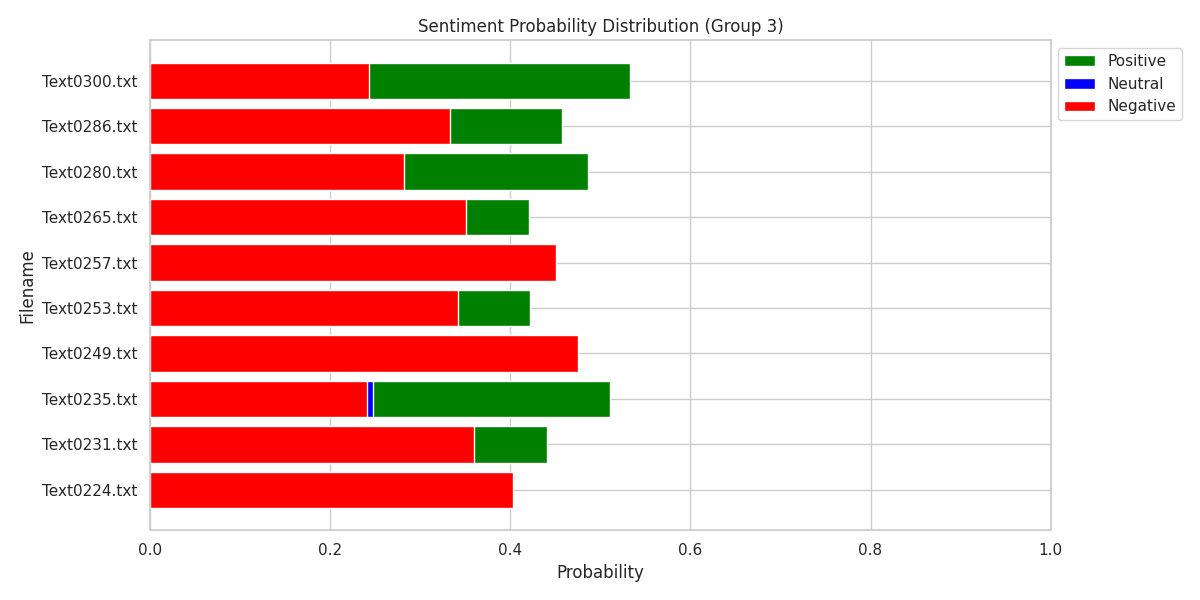 Sentiment Probability Distribution (Group 3)
Positive
Neutral
Negative
Filename
Text0300.txt
Text0286.txt
Text0280.txt
Text0265.txt
Text0257.txt
Text0253.txt
Text0249.txt
Text0235.txt
Text0231.txt
Text0224.txt
0.0 0.2 0.4 0.6 0.8 1.0
Probability